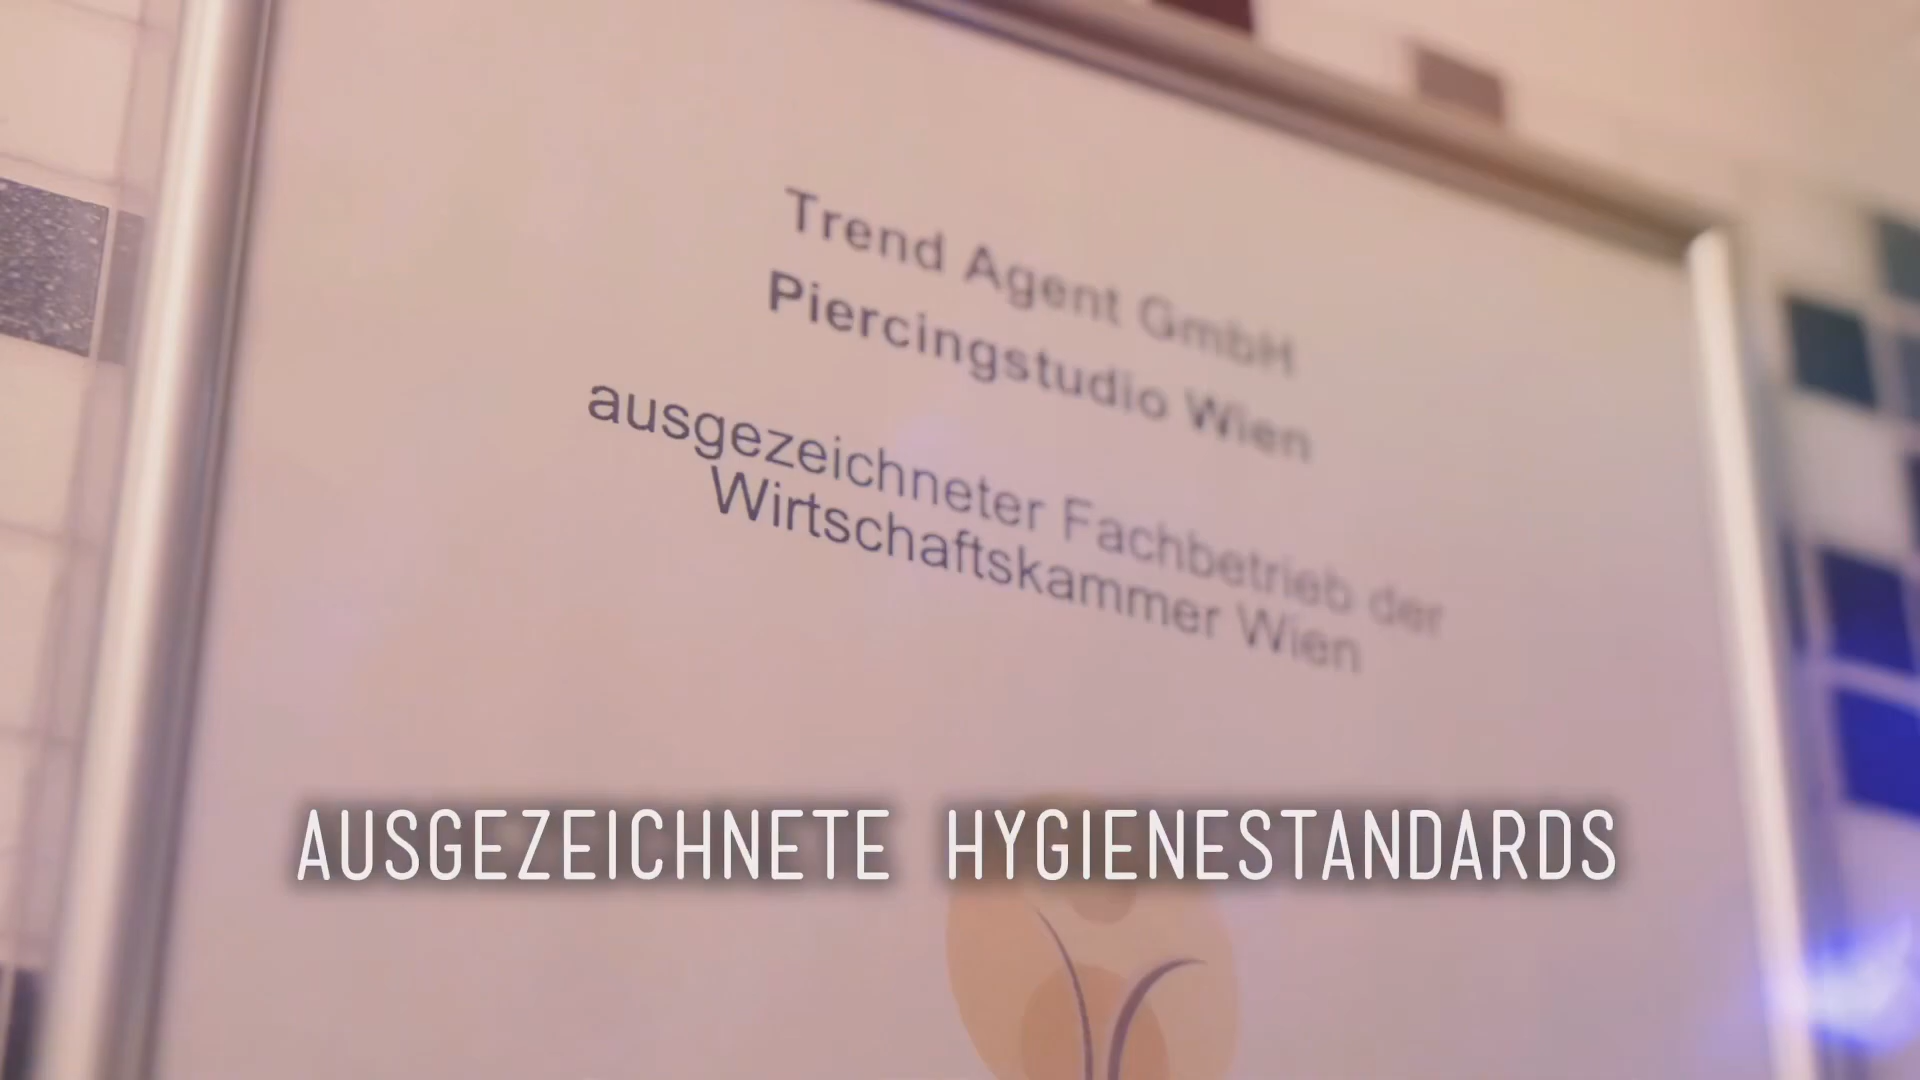 Trend Agent GmbH
Piercingstudio Wien
ausgezeichneter Fachbetrieb der
Wirtschaftskammer Wien
AUSGEZEICHNETE HYGIENESTANDARDS